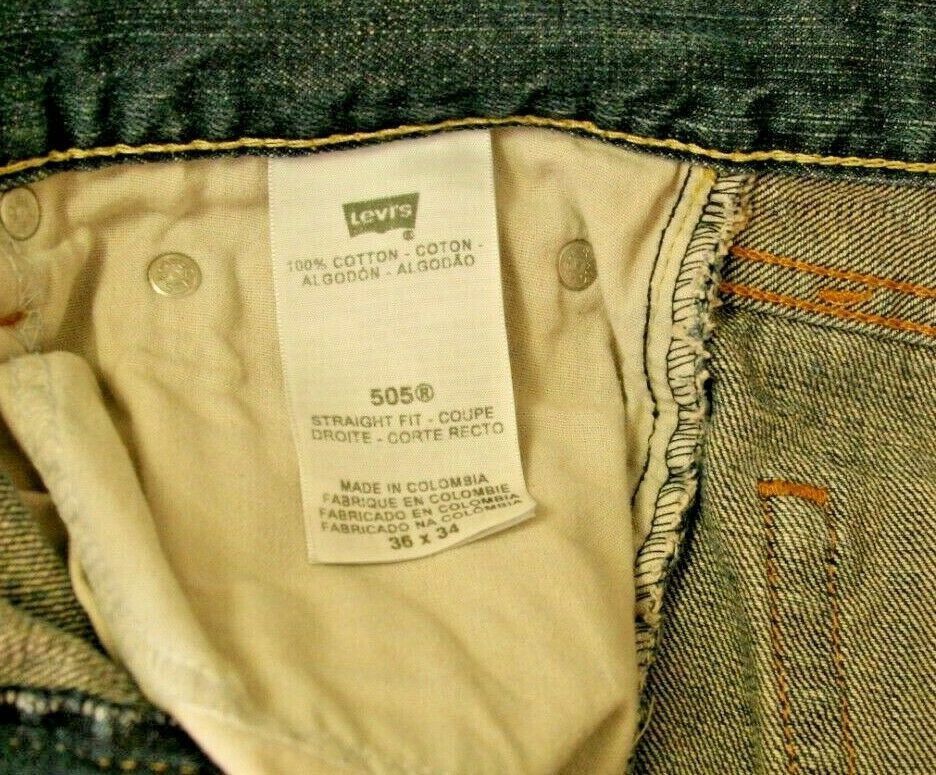 Levi's
®
100% COTTON - COTON -
ALGODÓN - ALGODÃO
505®
STRAIGHT FIT - COUPE
DROITE - CORTE RECTO
MADE IN COLOMBIA
FABRIQUE EN COLOMBIE
FABRICADO EN COLOMBIA
FABRICADO NA COLOMBIA
36 x 34